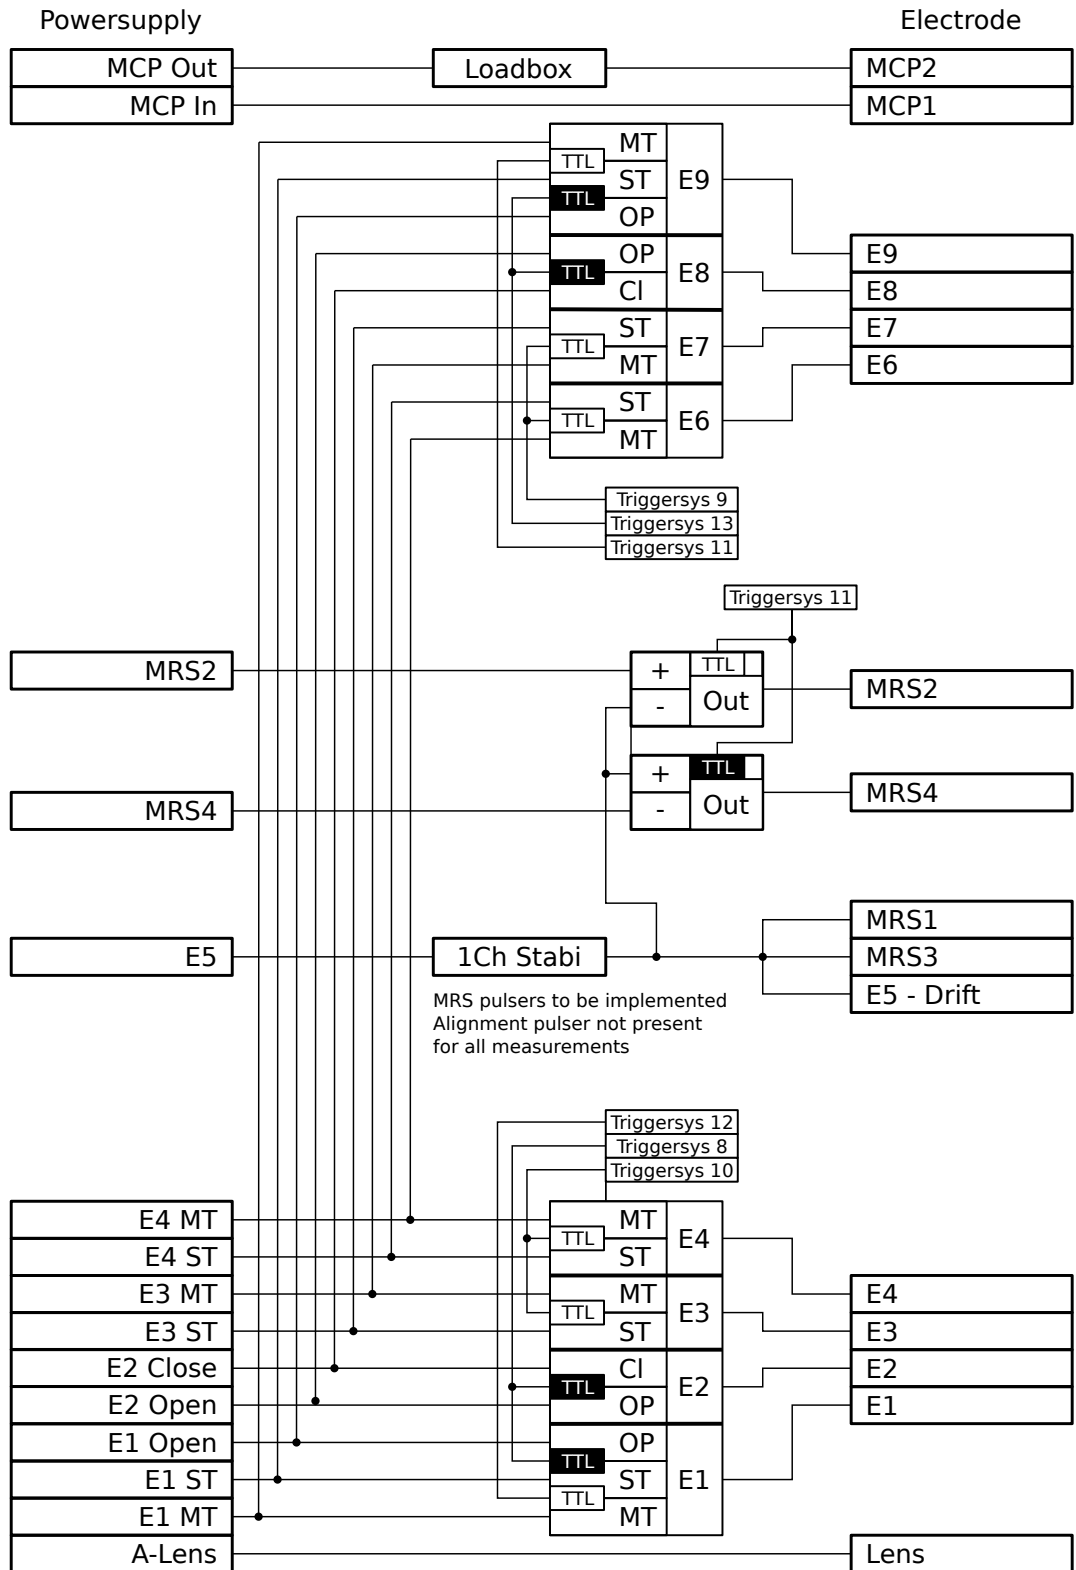 Powersupply
Electrode
MCP Out
Loadbox
MCP2
MCP In
MCP1
MT
TTL
ST
E9
TTL
OP
OP
E9
TTL
E8
Cl
E8
ST
E7
TTL
E7
MT
E6
ST
TTL
E6
MT
Triggersys 9
Triggersys 13
Triggersys 11
Triggersys 11
MRS2
+
TTL
-
Out
MRS2
+
TTL
-
Out
MRS4
MRS4
MRS1
E5
1Ch Stabi
MRS3
E5 - Drift
MRS pulsers to be implemented
Alignment pulser not present
for all measurements
Triggersys 12
Triggersys 8
Triggersys 10
E4 MT
MT
TTL
E4
E4 ST
ST
E3 MT
MT
E4
TTL
E3
E3 ST
ST
E3
E2 Close
Cl
E2
TTL
E2
E2 Open
OP
E1
E1 Open
OP
TTL
E1 ST
ST
E1
TTL
E1 MT
MT
A-Lens
Lens